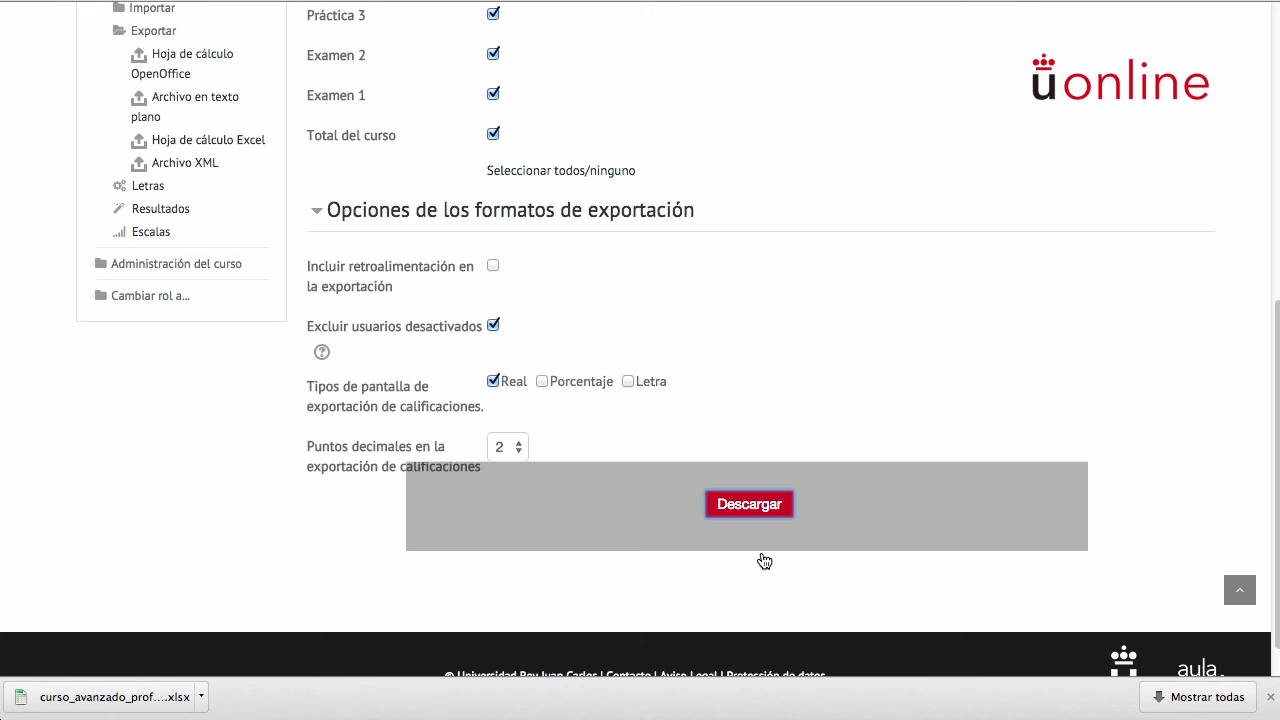 Importar
Exportar
Hoja de cálculo
OpenOffice
Archivo en texto
plano
Hoja de cálculo Excel
Archivo XML
Letras
Resultados
Escalas
Administración del curso
Cambiar rol a...
Práctica 3
Examen 2
Examen 1
Total del curso
Seleccionar todos/ninguno
uonline
Opciones de los formatos de exportación
Incluir retroalimentación en
la exportación
Excluir usuarios desactivados
?
Tipos de pantalla de
exportación de calificaciones.
Real Porcentaje Letra
Puntos decimales en la
exportación de calificaciones
2
Descargar
© Universidad Rey Juan Carlos | Contacto | Aviso Legal | Protección de datos
aula
curso_avanzado_prof....xlsx
Mostrar todas